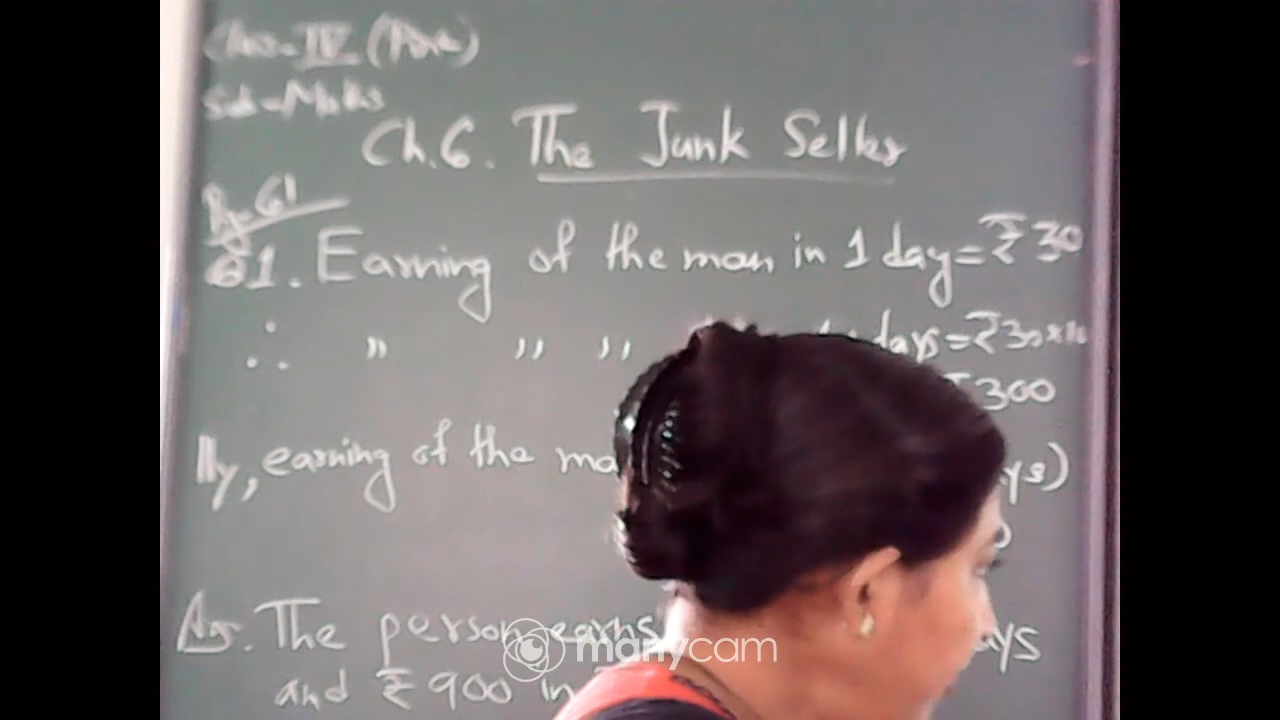 Class-IV (
Sub-Maths
Ch.6. The Junk Seller
Pg-61
Q1. Earning of the man in 1 day = ₹30
∴ " " " days = ₹30×10
₹300
lly, earning of the ma ys)
Ans. The person earns ays
and ₹900 in
manycam